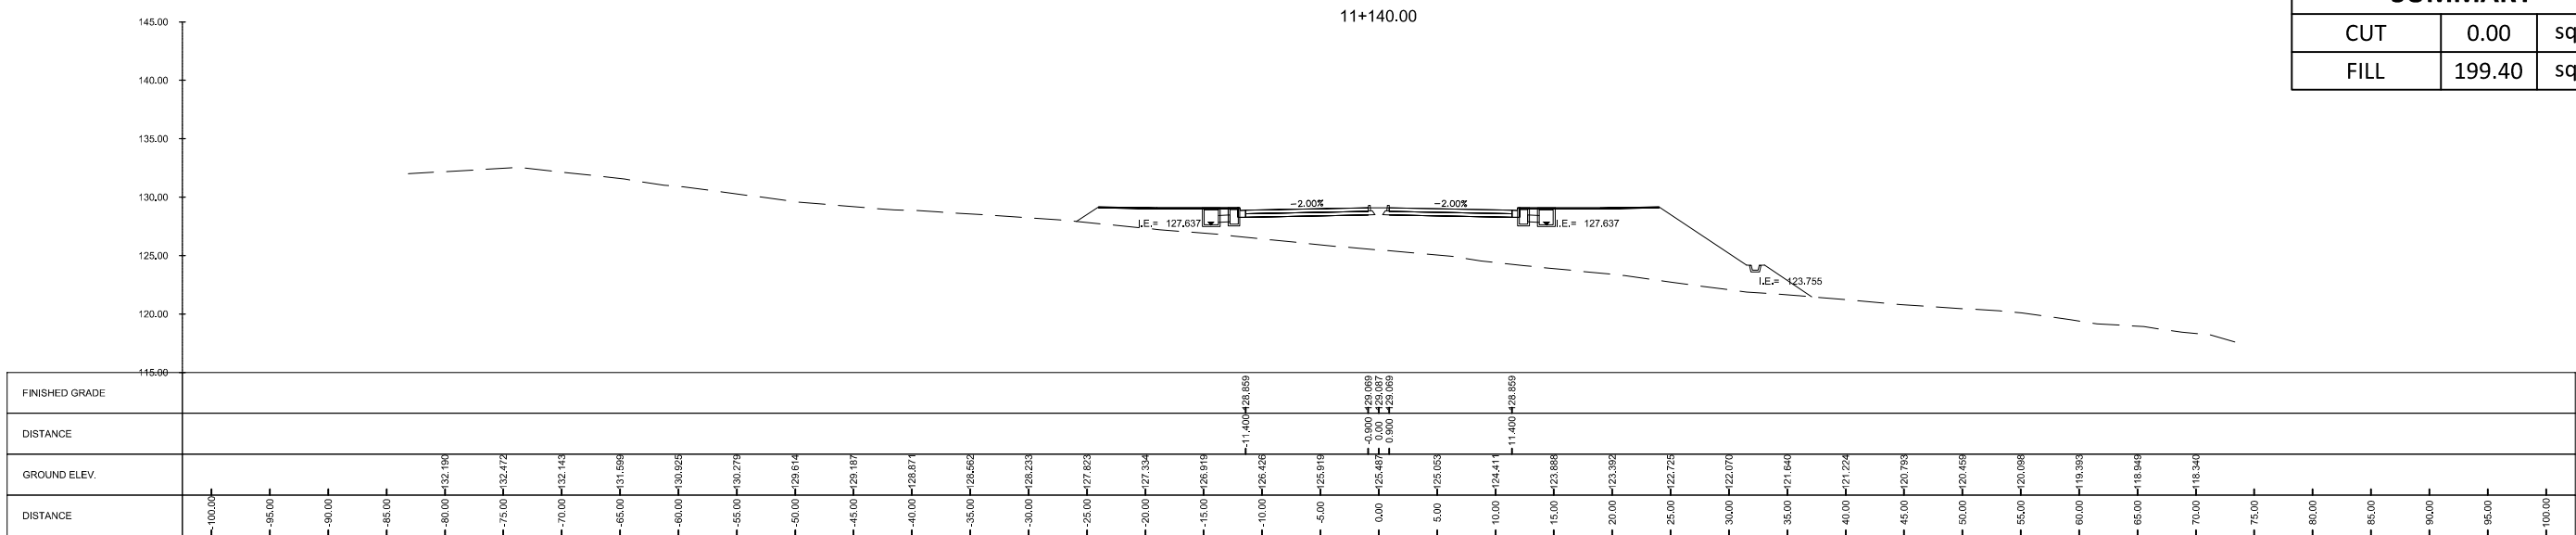 11+140.00
SUMMARY
CUT 0.00 sq
FILL 199.40 sq
145.00
140.00
135.00
130.00
125.00
120.00
115.00
-2.00% -2.00%
I.E.= 127.637 I.E.= 127.637
I.E.= 123.755
FINISHED GRADE 128.859 129.069 129.087 129.069 128.859
DISTANCE -11.400 -0.900 0.00 0.900 11.400
GROUND ELEV. 132.190 132.472 132.143 131.599 130.925 130.279 129.614 129.187 128.871 128.562 128.233 127.823 127.334 126.919 126.426 125.919 125.487 125.053 124.411 123.888 123.392 122.725 122.070 121.640 121.224 120.793 120.459 120.098 119.393 118.949 118.340
DISTANCE -100.00 -95.00 -90.00 -85.00 -80.00 -75.00 -70.00 -65.00 -60.00 -55.00 -50.00 -45.00 -40.00 -35.00 -30.00 -25.00 -20.00 -15.00 -10.00 -5.00 0.00 5.00 10.00 15.00 20.00 25.00 30.00 35.00 40.00 45.00 50.00 55.00 60.00 65.00 70.00 75.00 80.00 85.00 90.00 95.00 100.00